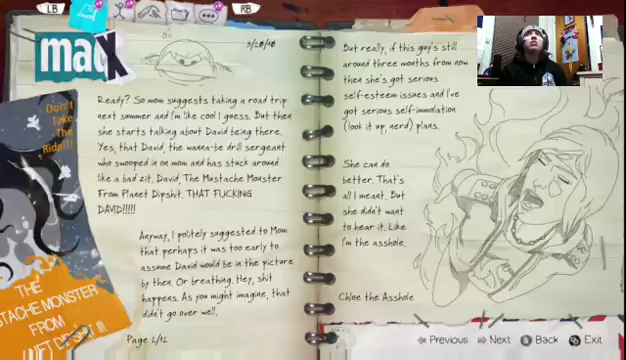 LB
RB
max
3/28/10
Don't
Take
The
Ride!!!
Ready? So mom suggests taking a road trip
next summer and I'm like cool I guess. But then
she starts talking about David being there.
Yes, that David, the wanna-be drill sergeant
who swooped in on mom and has stuck around
like a bad zit. David, The Mustache Monster
From Planet Dipshit. THAT FUCKING
DAVID!!!!!
Anyway, I politely suggested to Mom
that perhaps it was too early to
assume David would be in the picture
by then. Or breathing. Hey, shit
happens. As you might imagine, that
didn't go over well.
Page 1/12
THE
STACHE MONSTER
FROM
NET DIPSHIT !!!
But really, if this guy's still
around three months from now
then she's got serious
self-esteem issues and I've
got serious self-immolation
(look it up, nerd) plans.
She can do
better. That's
all I meant. But
she didn't want
to hear it. Like
I'm the asshole.
Chloe the Asshole
Previous
Next
Back
Exit